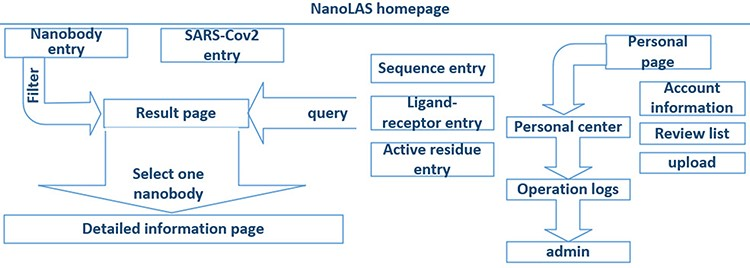 NanoLAS homepage
Nanobody
entry
SARS-Cov2
entry
Filter
Result page
query
Sequence entry
Ligand-
receptor entry
Active residue
entry
Select one
nanobody
Detailed information page
Personal
page
Personal center
Operation logs
admin
Account
information
Review list
upload